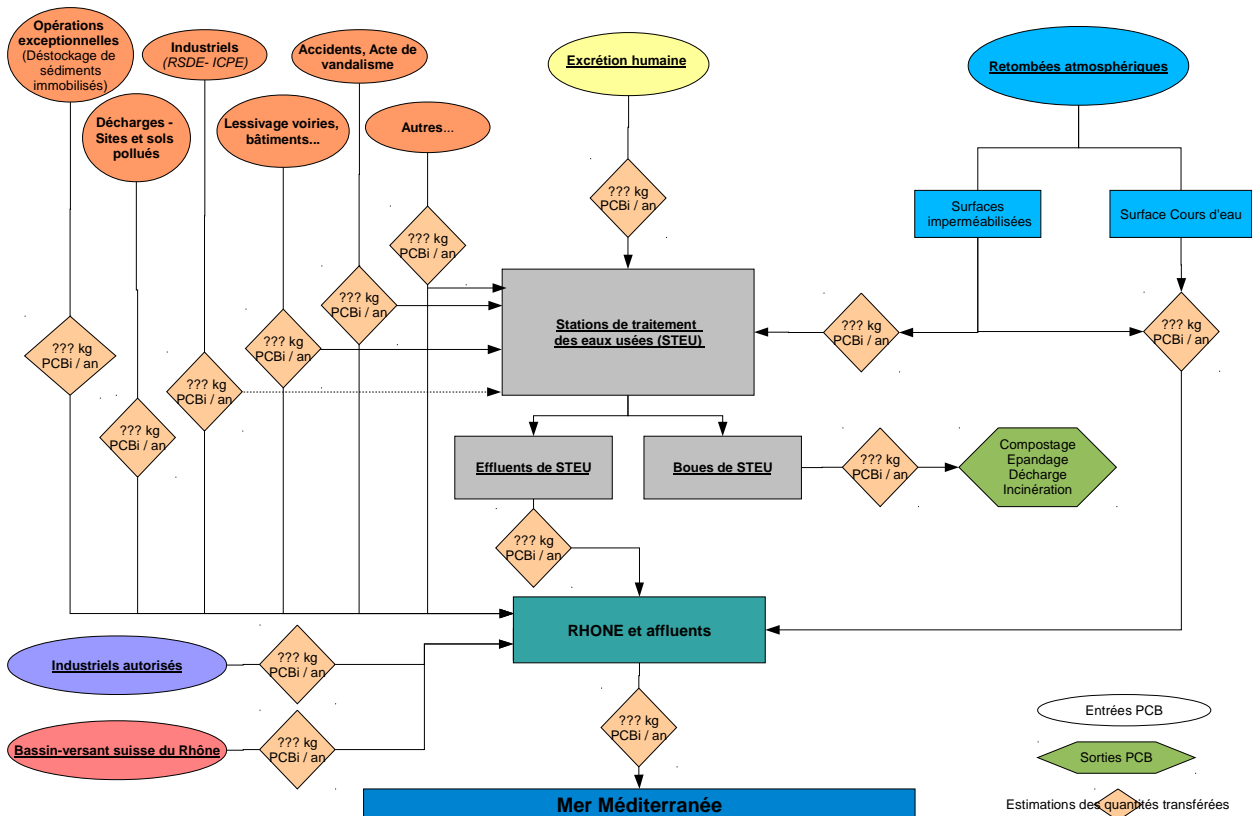 Opérations
exceptionnelles
(Déstockage de
sédiments
immobilisés)
Industriels
(RSDE- ICPE)
Accidents, Acte de
vandalisme
Excrétion humaine
Retombées atmosphériques
Décharges -
Sites et sols
pollués
Lessivage voiries,
bâtiments...
Autres...
??? kg
PCBi / an
Surfaces
imperméabilisées
Surface Cours d'eau
??? kg
PCBi / an
??? kg
PCBi / an
??? kg
PCBi / an
??? kg
PCBi / an
??? kg
PCBi / an
??? kg
PCBi / an
Stations de traitement
des eaux usées (STEU)
??? kg
PCBi / an
??? kg
PCBi / an
??? kg
PCBi / an
Effluents de STEU
Boues de STEU
??? kg
PCBi / an
Compostage
Epandage
Décharge
Incinération
??? kg
PCBi / an
RHONE et affluents
Industriels autorisés
??? kg
PCBi / an
Bassin-versant suisse du Rhône
??? kg
PCBi / an
??? kg
PCBi / an
Entrées PCB
Sorties PCB
Estimations des quantités transférées
Mer Méditerranée